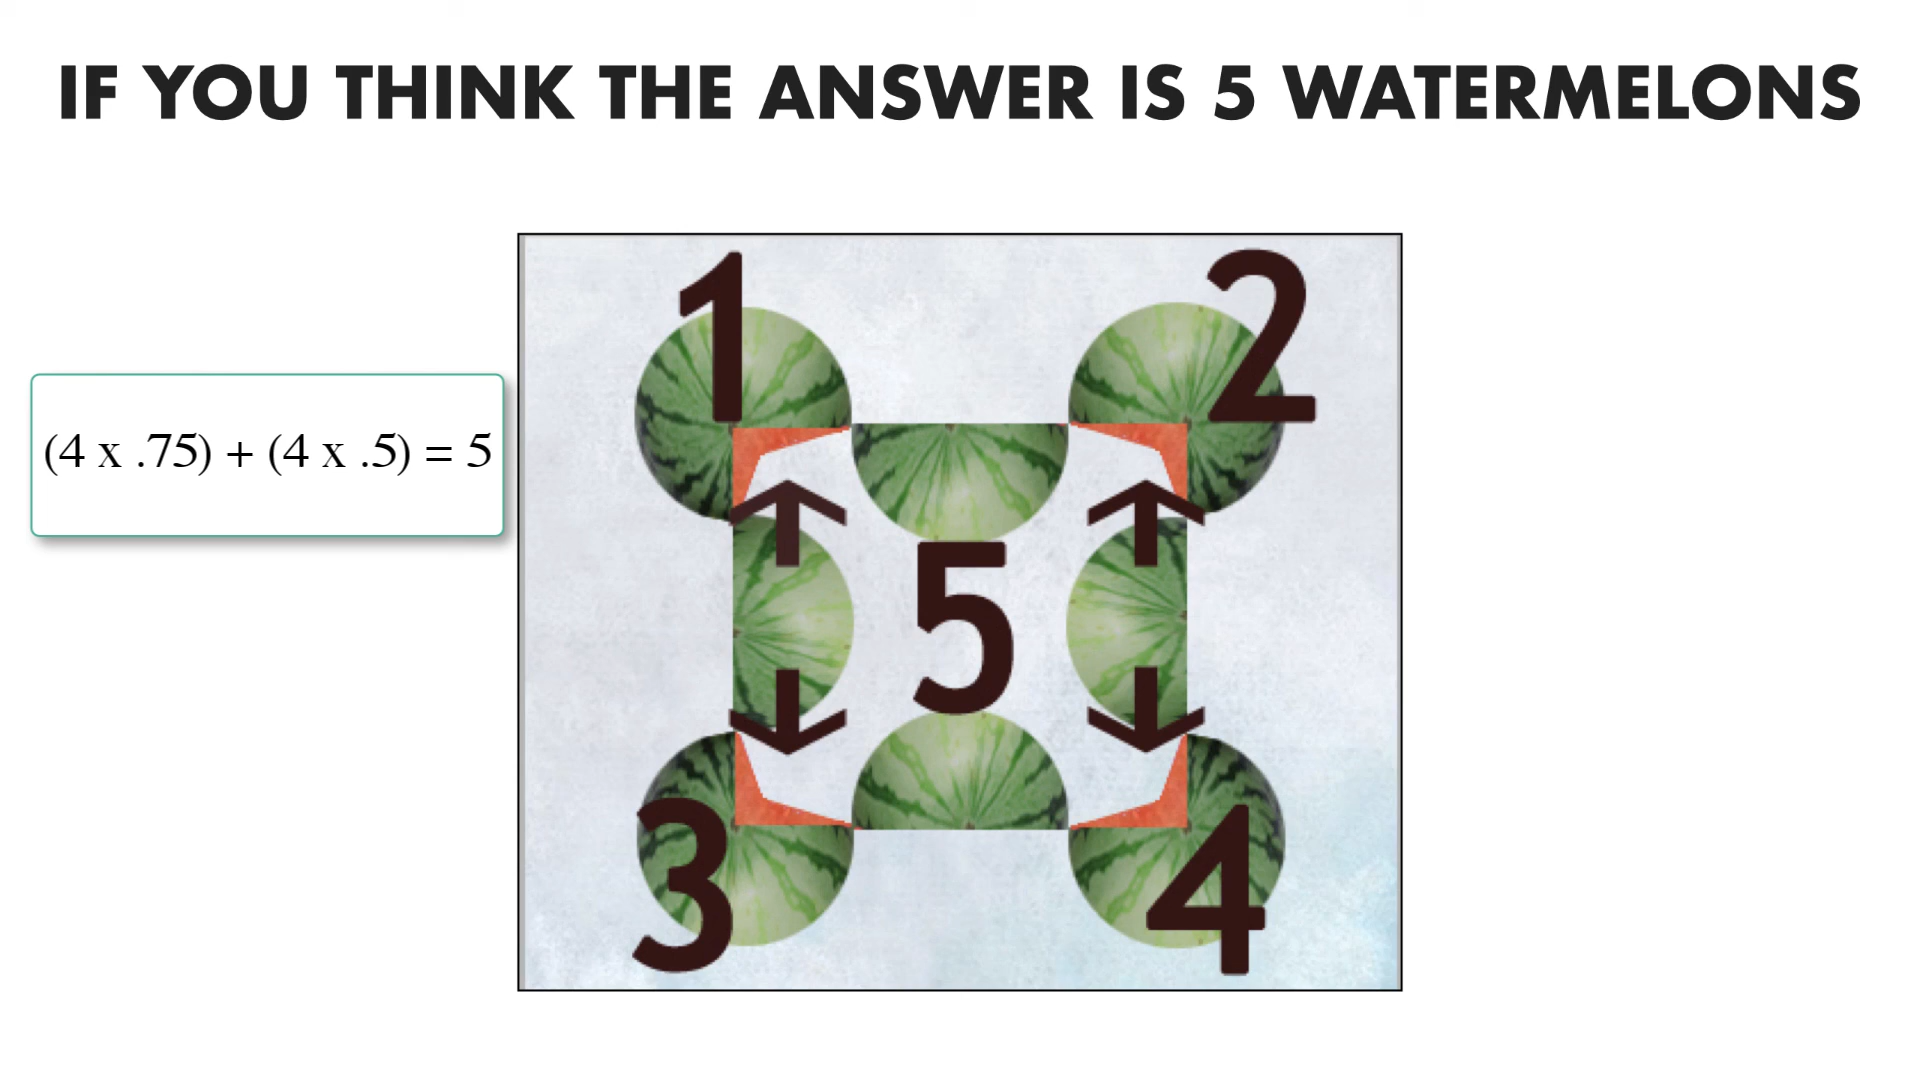 IF YOU THINK THE ANSWER IS 5 WATERMELONS
1 2
(4 x .75) + (4 x .5) = 5
5
3 4